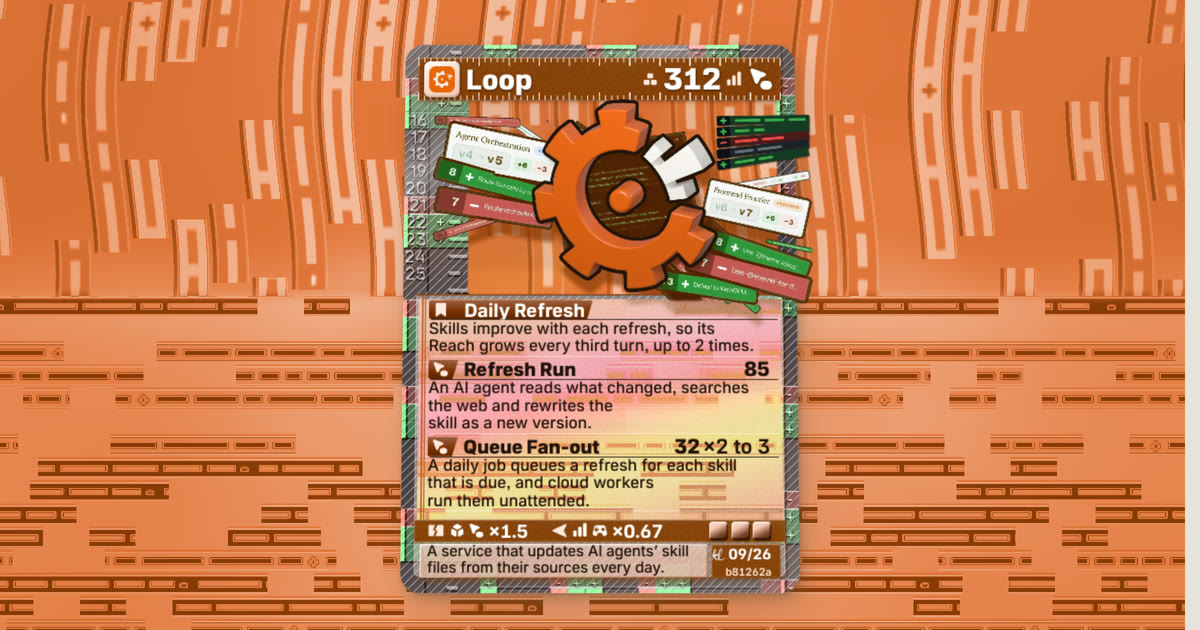 Loop
312
16
17
18
19
20
21
22
23
24
25
Agent Orchestration
v4 v5 +6 −3
8 +
7 −
Frontend Frontier
v6 v7 +6 −3
8 +
7 −
3 + Default to WebGPU
Daily Refresh
Skills improve with each refresh, so its
Reach grows every third turn, up to 2 times.
Refresh Run 85
An AI agent reads what changed, searches
the web and rewrites the
skill as a new version.
Queue Fan-out 32 ×2 to 3
A daily job queues a refresh for each skill
that is due, and cloud workers
run them unattended.
×1.5 ×0.67
A service that updates AI agents’ skill
files from their sources every day.
09/26
b81262a